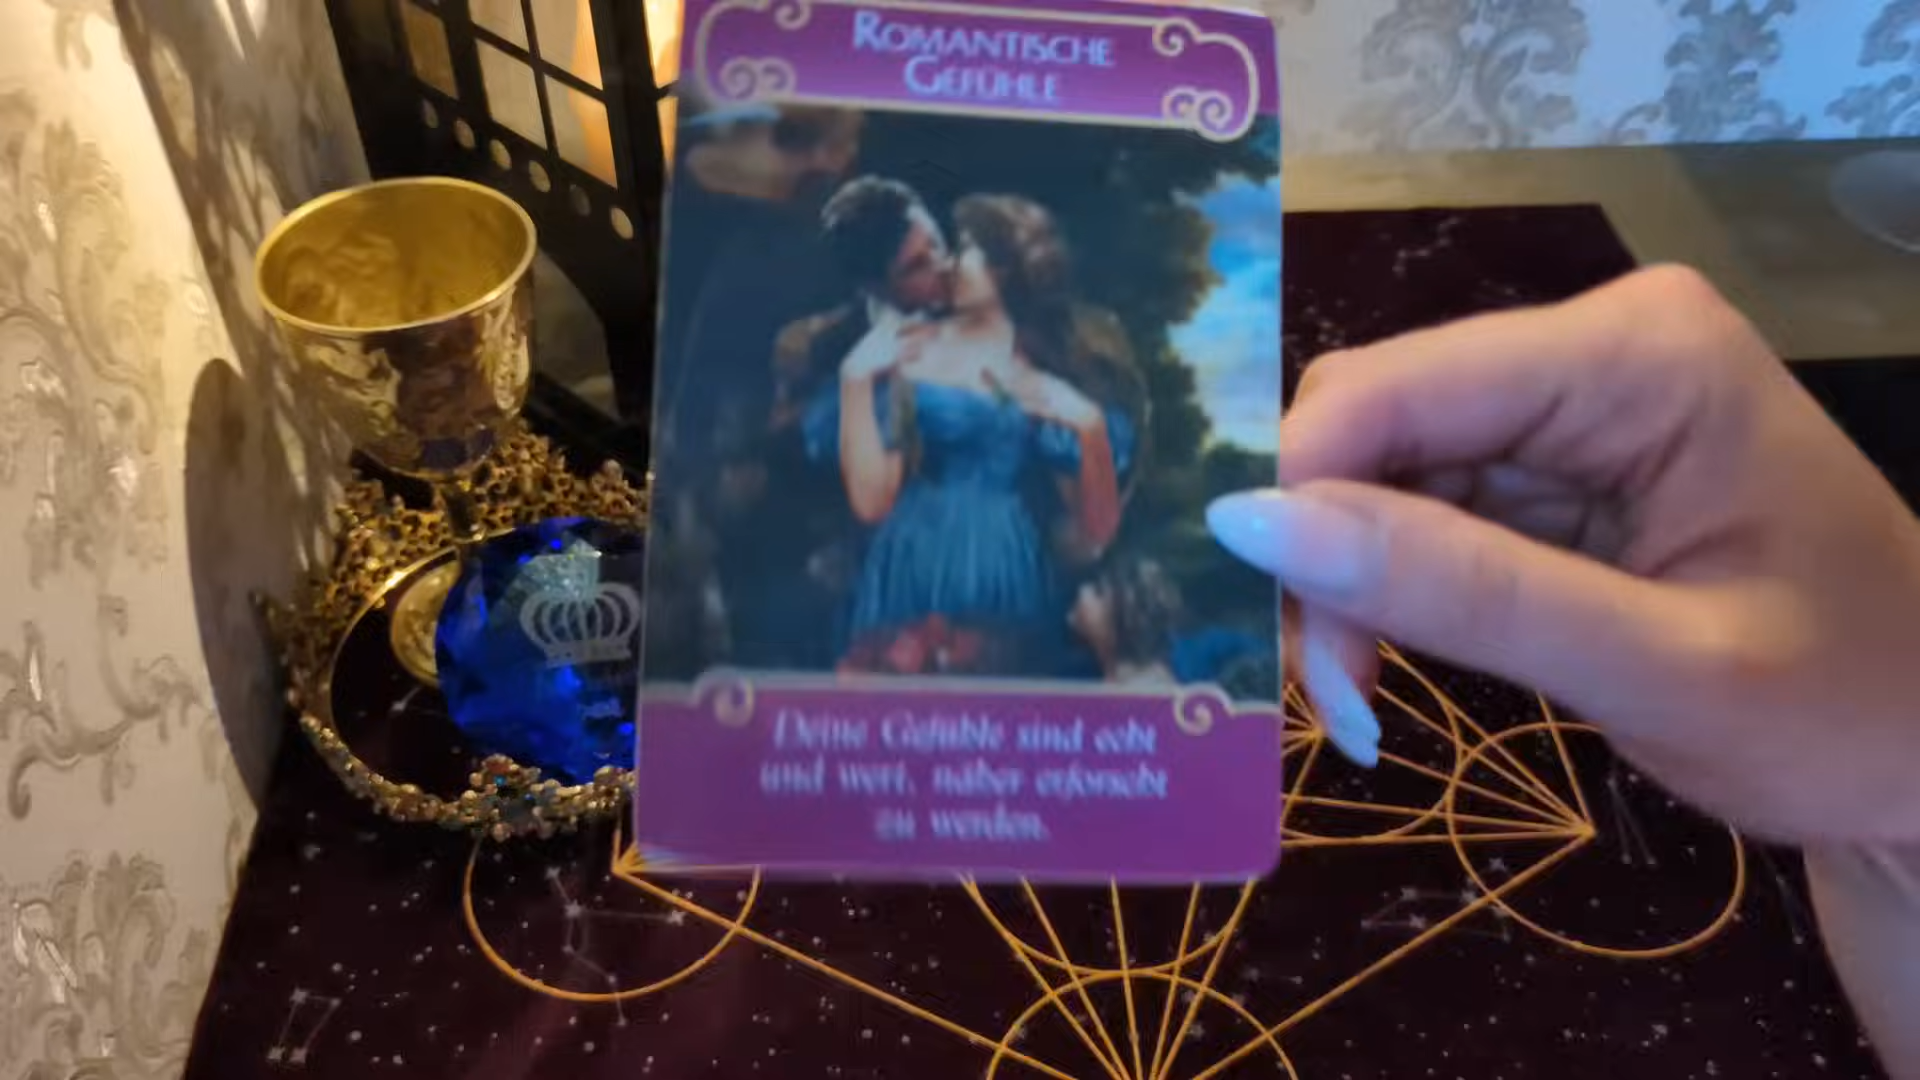 ROMANTISCHE
GEFÜHLE
Deine Gefühle sind echt
und wert, näher erforscht
zu werden.